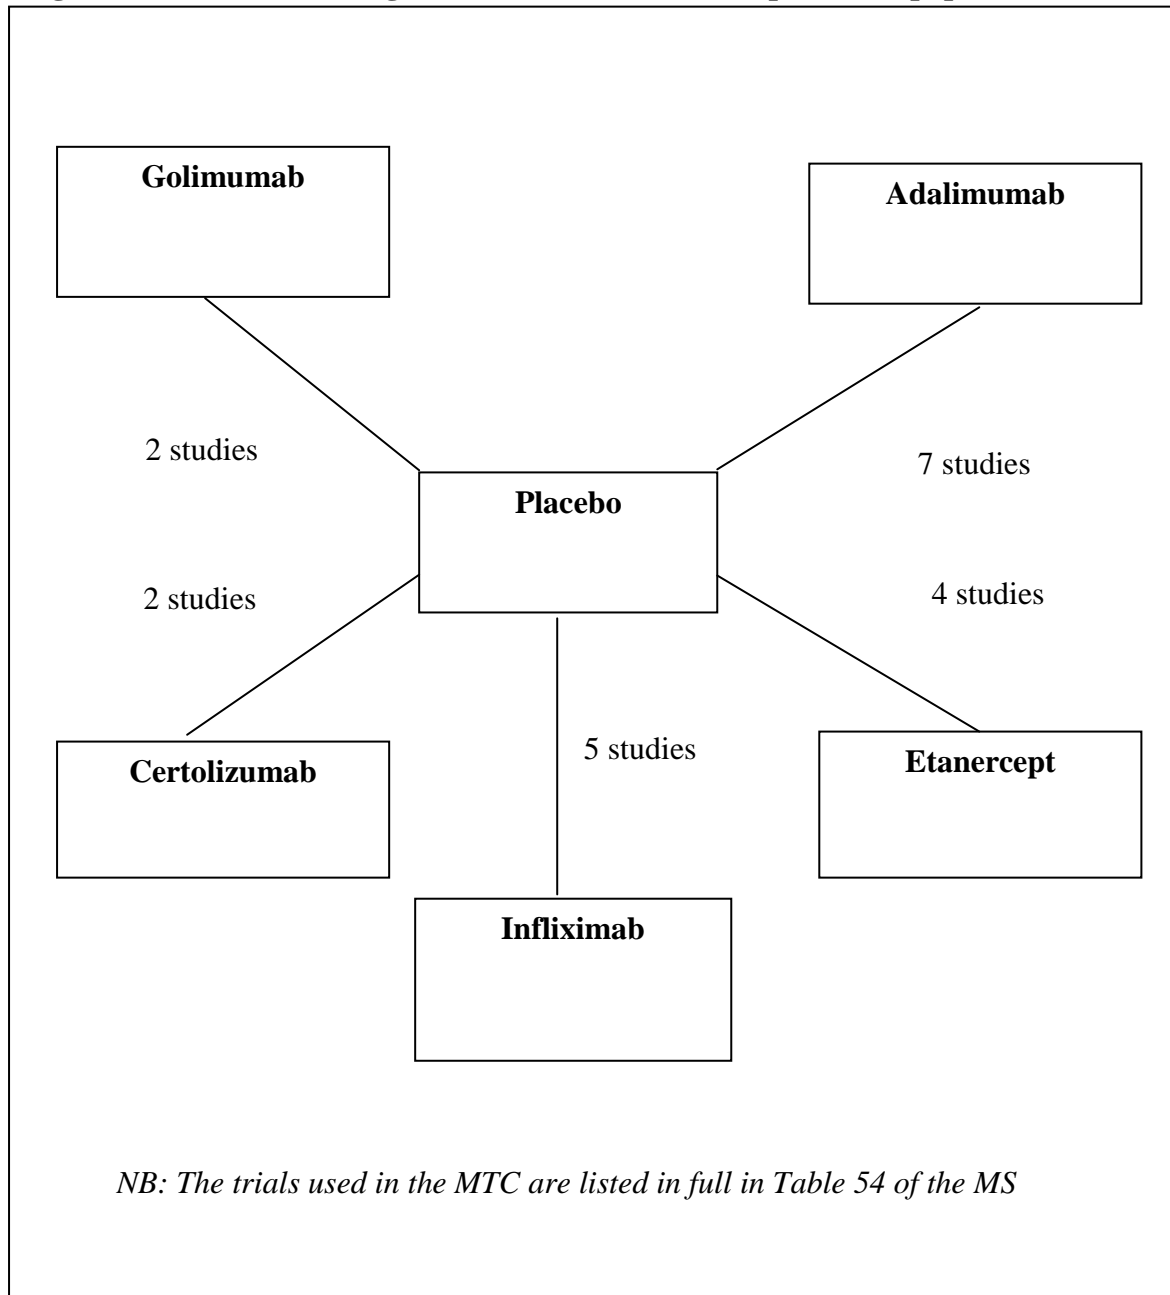 Golimumab
Adalimumab
2 studies
7 studies
Placebo
2 studies
4 studies
Certolizumab
5 studies
Etanercept
Infliximab
NB: The trials used in the MTC are listed in full in Table 54 of the MS